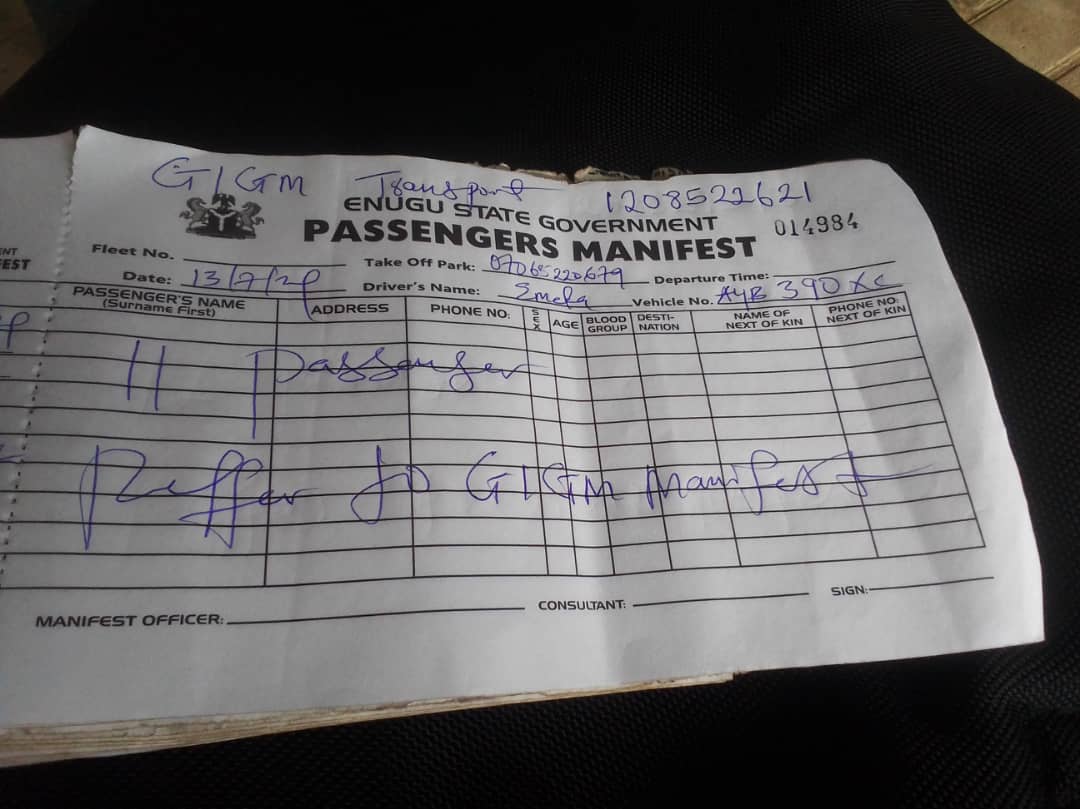 GIGM Transport 1208522621
ENUGU STATE GOVERNMENT
PASSENGERS MANIFEST 014984
Fleet No. Take Off Park: 07065220679 Departure Time:
Date: 13/7/2 Driver's Name: Emeka Vehicle No. AYB 390 XC
PASSENGER'S NAME (Surname First) ADDRESS PHONE NO: SEX AGE BLOOD GROUP DESTI-NATION NAME OF NEXT OF KIN PHONE NO: NEXT OF KIN
11 passenger
Reffer to GIGM manifest
MANIFEST OFFICER: CONSULTANT: SIGN: